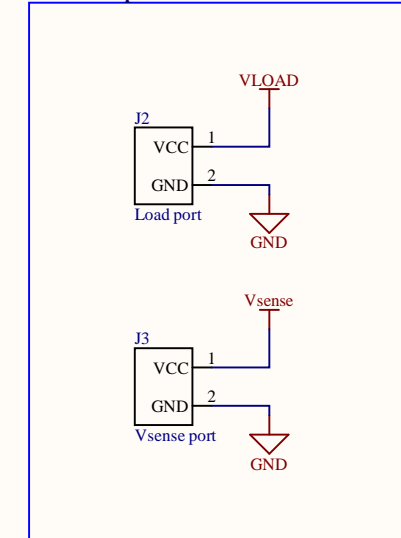 VLOAD
J2
1
VCC
2
GND
Load port
GND
Vsense
J3
1
VCC
2
GND
Vsense port
GND